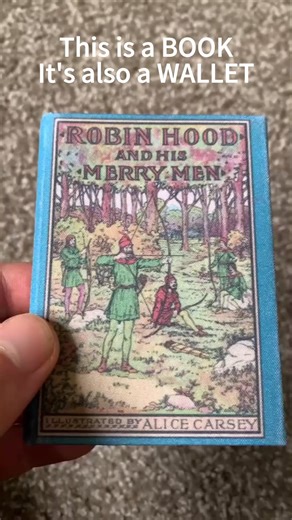 This is a BOOK
It's also a WALLET
ROBIN HOOD
AND HIS
MERRY MEN
ILLUSTRATED BY ALICE CARSEY